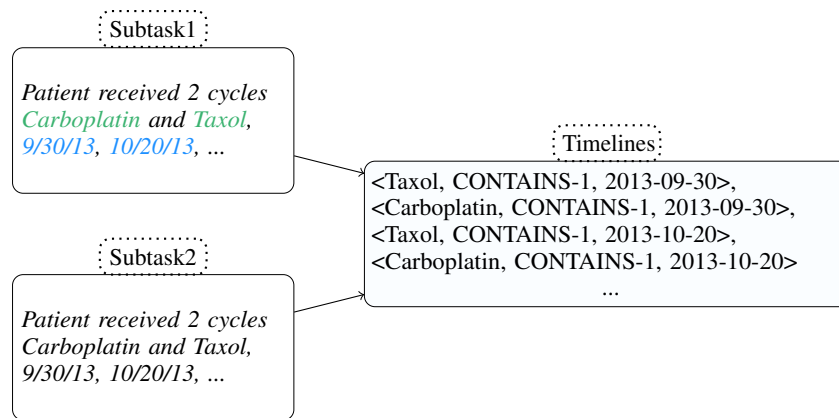 Subtask1
Patient received 2 cycles
Carboplatin and Taxol,
9/30/13, 10/20/13, ...
Subtask2
Patient received 2 cycles
Carboplatin and Taxol,
9/30/13, 10/20/13, ...
Timelines
<Taxol, CONTAINS-1, 2013-09-30>,
<Carboplatin, CONTAINS-1, 2013-09-30>,
<Taxol, CONTAINS-1, 2013-10-20>,
<Carboplatin, CONTAINS-1, 2013-10-20>
...